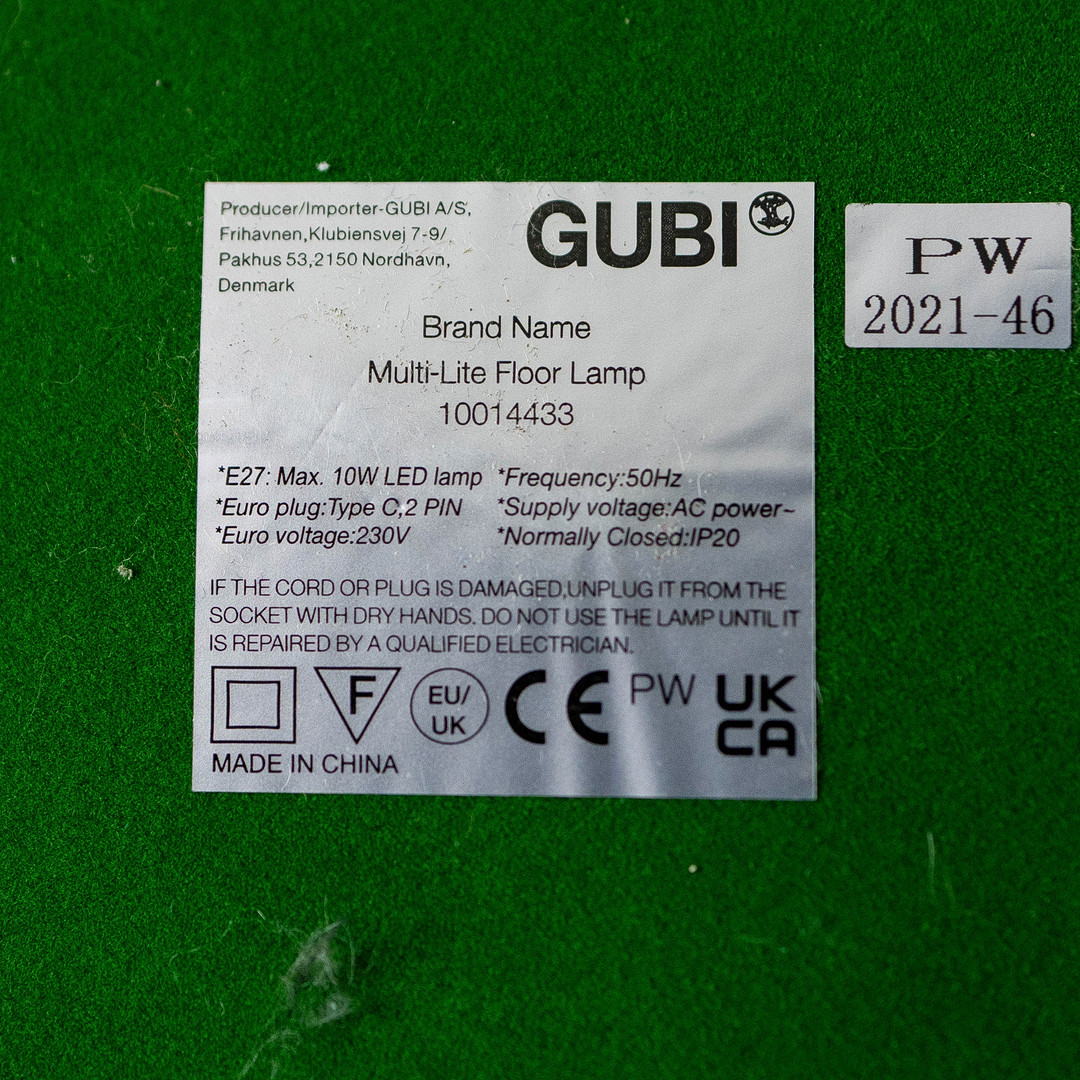 Producer/Importer-GUBI A/S,
Frihavnen,Klubiensvej 7-9/
Pakhus 53,2150 Nordhavn,
Denmark
GUBI
Brand Name
Multi-Lite Floor Lamp
10014433
*E27: Max. 10W LED lamp *Frequency:50Hz
*Euro plug:Type C,2 PIN *Supply voltage:AC power~
*Euro voltage:230V *Normally Closed:IP20
IF THE CORD OR PLUG IS DAMAGED,UNPLUG IT FROM THE
SOCKET WITH DRY HANDS. DO NOT USE THE LAMP UNTIL IT
IS REPAIRED BY A QUALIFIED ELECTRICIAN.
F
EU/
UK
CE
PW
UK
CA
MADE IN CHINA
PW
2021-46